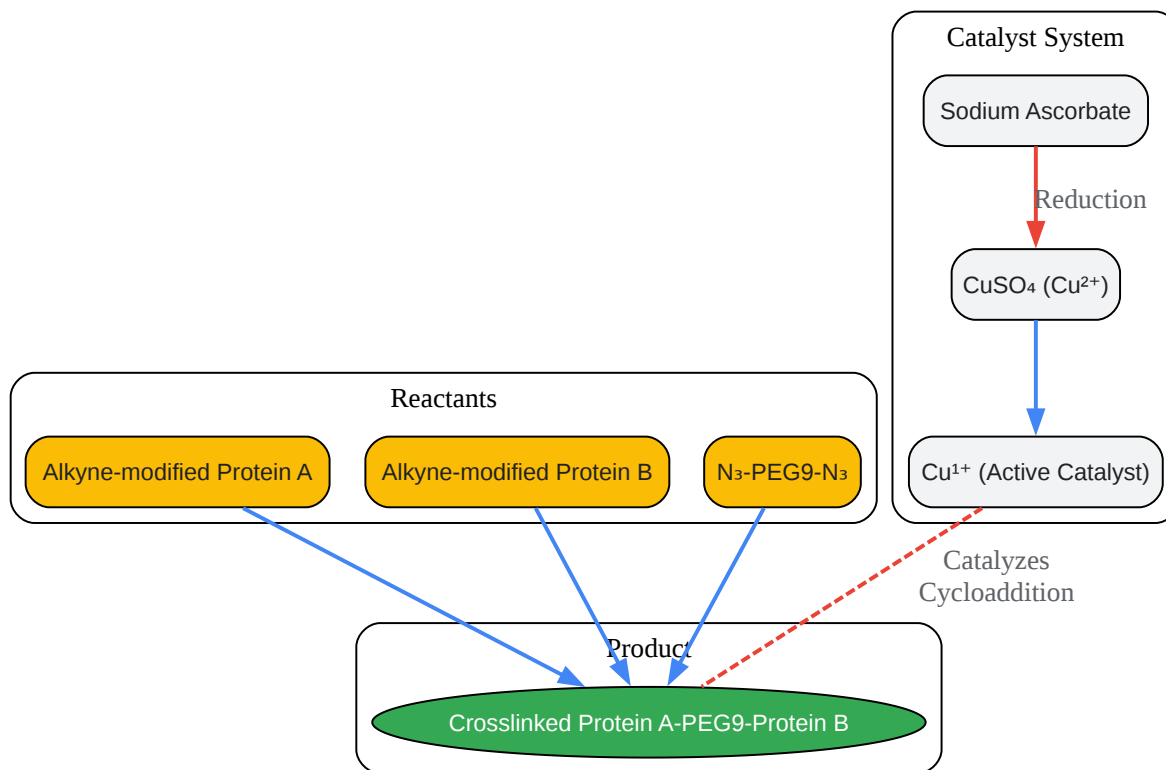 Catalyst System
Sodium Ascorbate
Reduction
CuSO₄ (Cu²⁺)
Reactants
Alkyne-modified Protein A
Alkyne-modified Protein B
N₃-PEG9-N₃
Cu¹⁺ (Active Catalyst)
Catalyzes
Cycloaddition
Product
Crosslinked Protein A-PEG9-Protein B